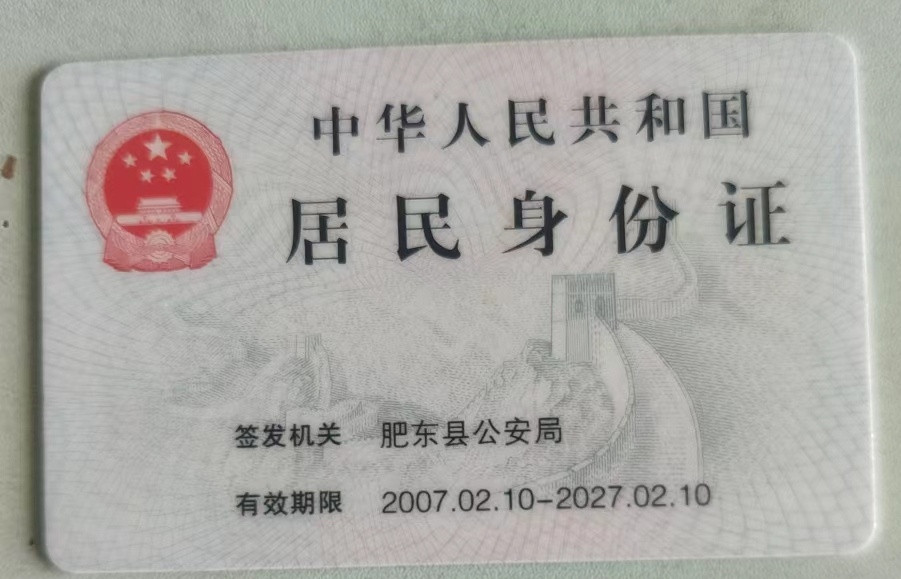 中华人民共和国
居民身份证
签发机关 肥东县公安局
有效期限 2007.02.10-2027.02.10